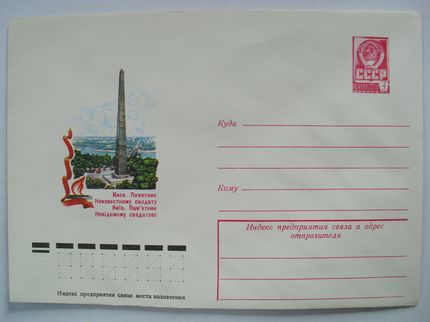 СССР
Куда
Киев. Памятник
Неизвестному солдату
Київ. Пам'ятник
Невідомому солдатові
Кому
Индекс предприятия связи и адрес
отправителя
Индекс предприятия связи места назначения